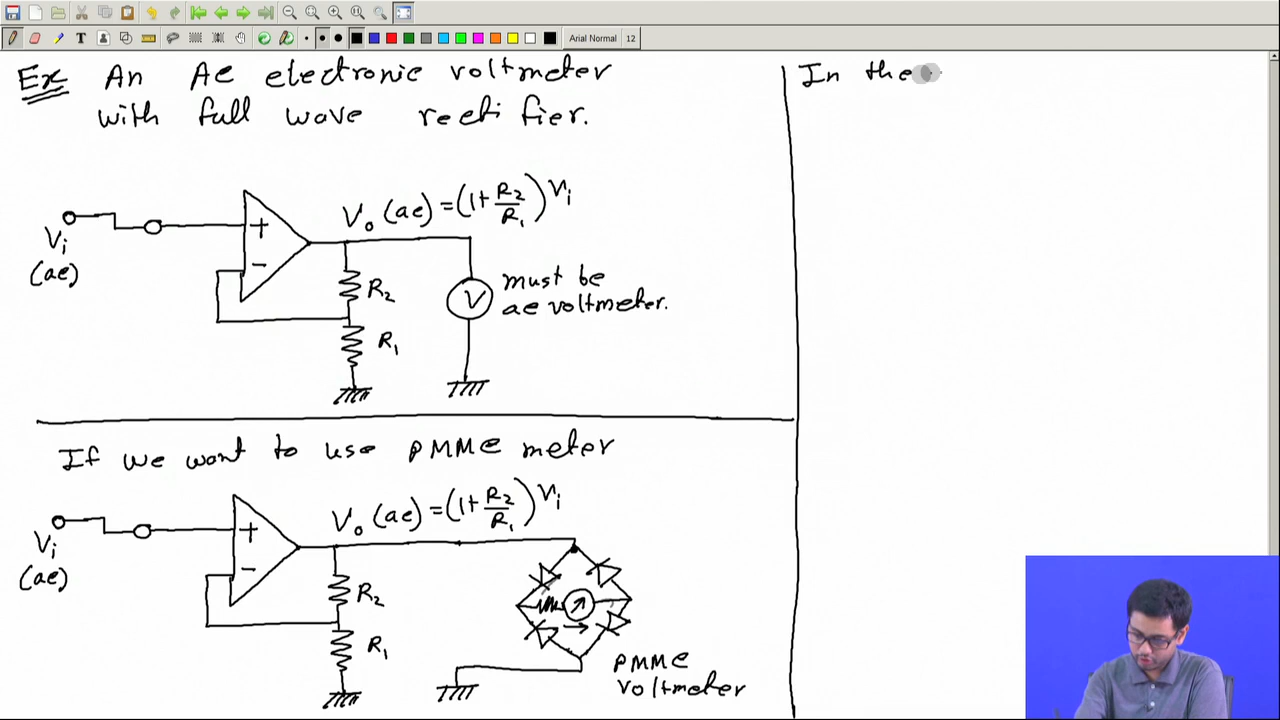 T
Arial Normal 12
Ex An Ac electronic voltmeter
with full wave rectifier.
Vo (ac) = (1+ R2/R1) Vi
Vi
(ac)
+
-
R2
R1
V
must be
ac voltmeter.
If we want to use PMMC meter
Vo (ac) = (1+ R2/R1) Vi
Vi
(ac)
+
-
R2
R1
PMMC
voltmeter
In the